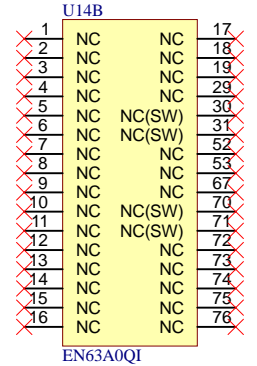 U14B
1 NC NC 17
2 NC NC 18
3 NC NC 19
4 NC NC 29
5 NC NC(SW) 30
6 NC NC(SW) 31
7 NC NC 52
8 NC NC 53
9 NC NC 67
10 NC NC(SW) 70
11 NC NC(SW) 71
12 NC NC 72
13 NC NC 73
14 NC NC 74
15 NC NC 75
16 NC NC 76
EN63A0QI